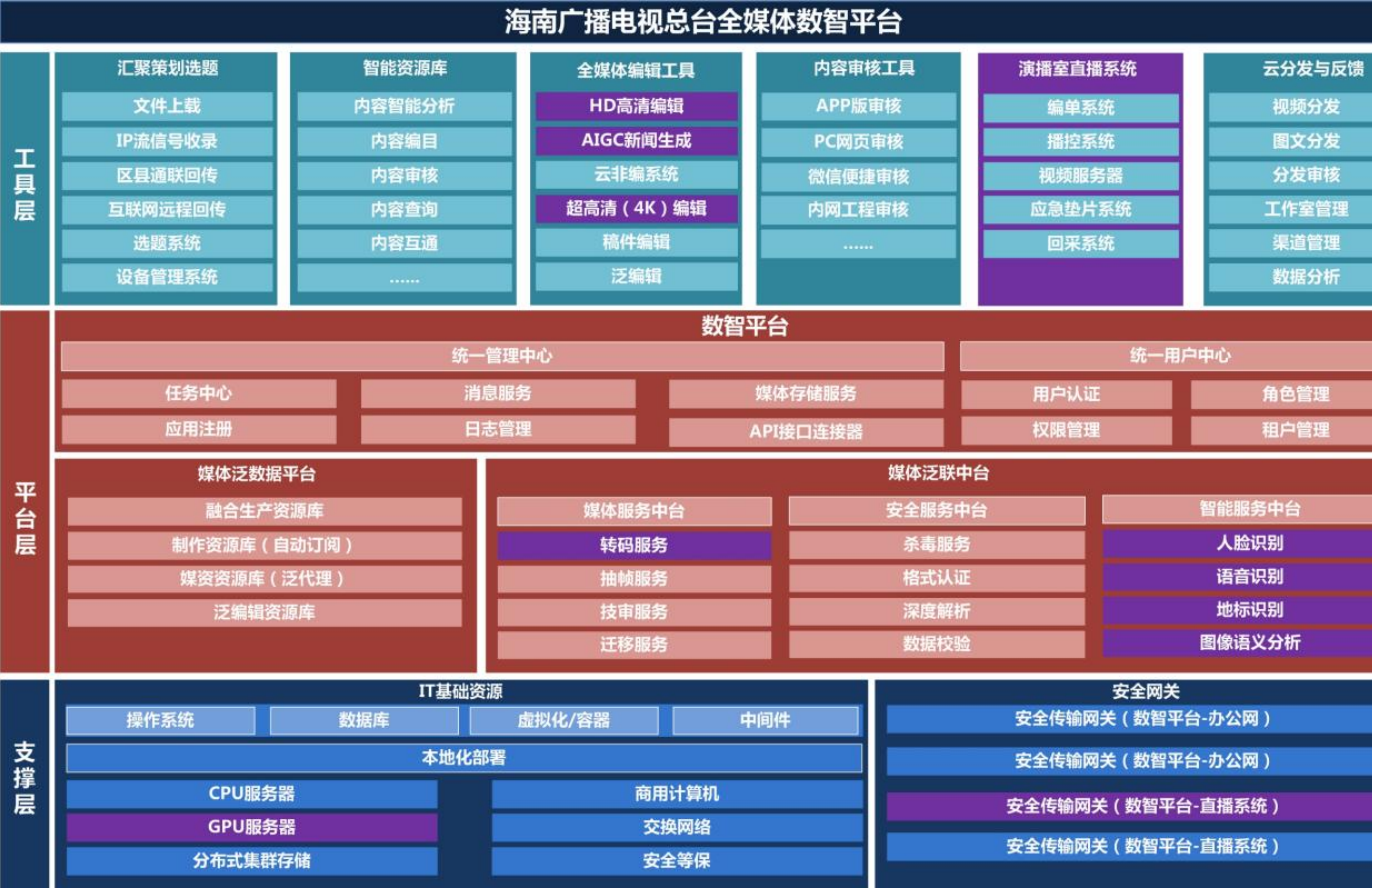 海南广播电视总台全媒体数智平台
工具层
汇聚策划选题
文件上载
IP流信号收录
区县通联回传
互联网远程回传
选题系统
设备管理系统
智能资源库
内容智能分析
内容编目
内容审核
内容查询
内容互通
......
全媒体编辑工具
HD高清编辑
AIGC新闻生成
云非编系统
超高清（4K）编辑
稿件编辑
泛编辑
内容审核工具
APP版审核
PC网页审核
微信便捷审核
内网工程审核
......
演播室直播系统
编单系统
播控系统
视频服务器
应急垫片系统
回采系统
云分发与反馈
视频分发
图文分发
分发审核
工作室管理
渠道管理
数据分析
平台层
数智平台
统一管理中心
任务中心
消息服务
媒体存储服务
应用注册
日志管理
API接口连接器
统一用户中心
用户认证
角色管理
权限管理
租户管理
媒体泛数据平台
融合生产资源库
制作资源库（自动订阅）
媒资资源库（泛代理）
泛编辑资源库
媒体泛联中台
媒体服务中台
转码服务
抽帧服务
技审服务
迁移服务
安全服务中台
杀毒服务
格式认证
深度解析
数据校验
智能服务中台
人脸识别
语音识别
地标识别
图像语义分析
支撑层
IT基础资源
操作系统
数据库
虚拟化/容器
中间件
本地化部署
CPU服务器
商用计算机
GPU服务器
交换网络
分布式集群存储
安全等保
安全网关
安全传输网关（数智平台-办公网）
安全传输网关（数智平台-办公网）
安全传输网关（数智平台-直播系统）
安全传输网关（数智平台-直播系统）